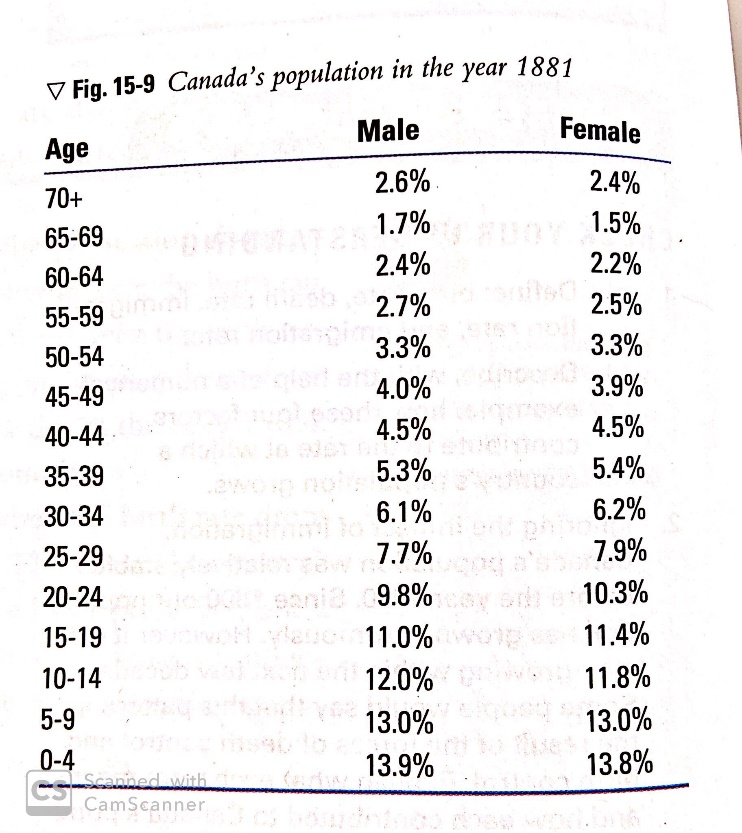 ▽ Fig. 15-9 Canada's population in the year 1881
Age Male Female
70+ 2.6% 2.4%
65-69 1.7% 1.5%
60-64 2.4% 2.2%
55-59 2.7% 2.5%
50-54 3.3% 3.3%
45-49 4.0% 3.9%
40-44 4.5% 4.5%
35-39 5.3% 5.4%
30-34 6.1% 6.2%
25-29 7.7% 7.9%
20-24 9.8% 10.3%
15-19 11.0% 11.4%
10-14 12.0% 11.8%
5-9 13.0% 13.0%
0-4 13.9% 13.8%
CS Scanned with
CamScanner